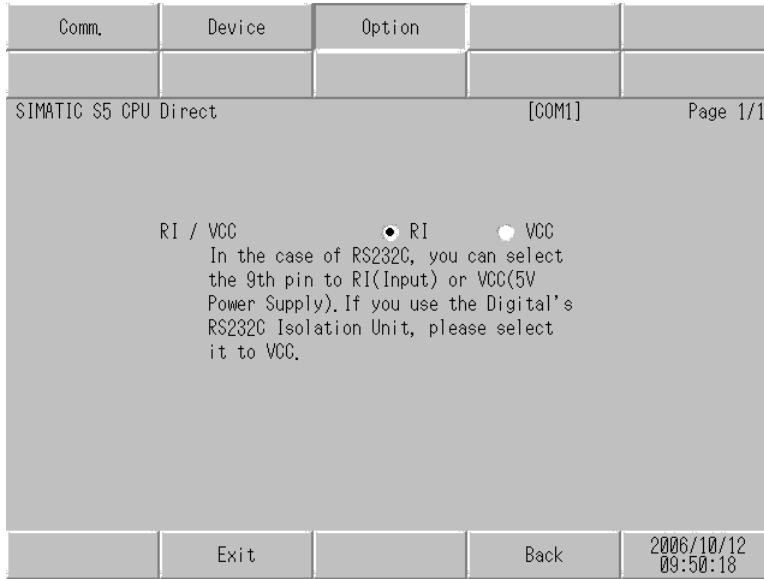 Comm. Device Option
SIMATIC S5 CPU Direct [COM1] Page 1/1
RI / VCC RI VCC
In the case of RS232C, you can select
the 9th pin to RI(Input) or VCC(5V
Power Supply).If you use the Digital's
RS232C Isolation Unit, please select
it to VCC.
Exit Back 2006/10/12
09:50:18